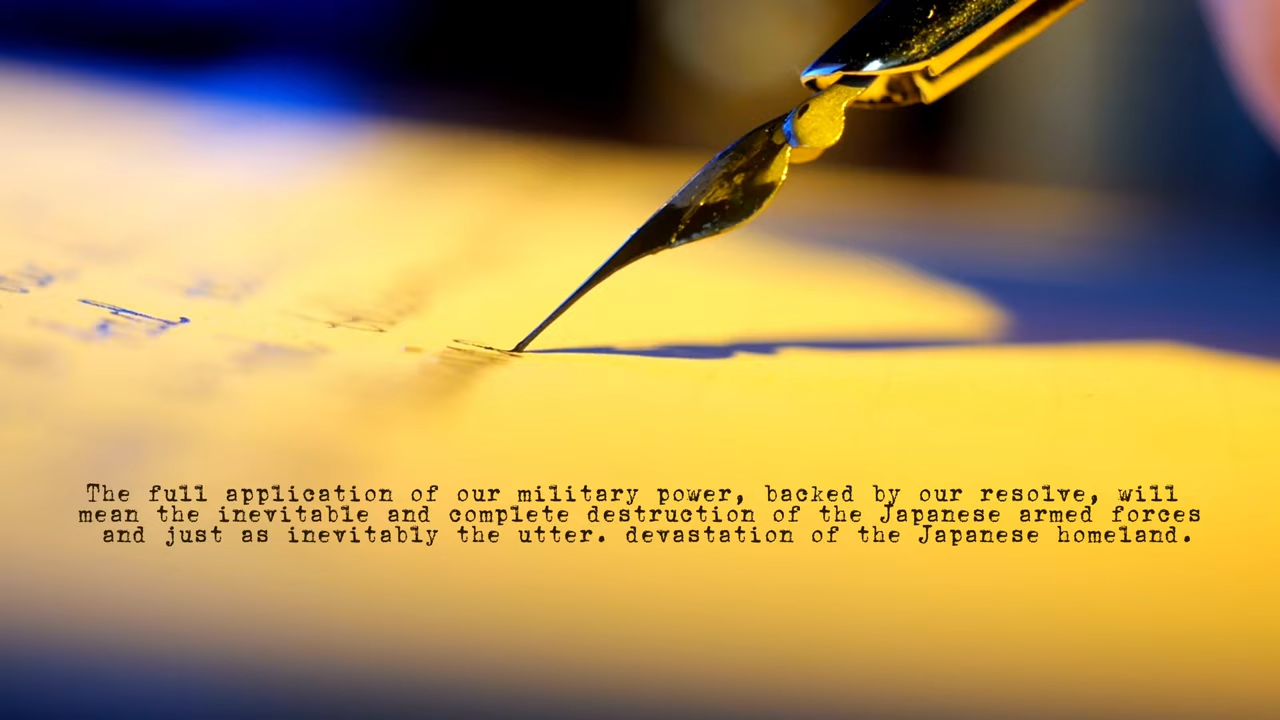 The full application of our military power, backed by our resolve, will
mean the inevitable and complete destruction of the Japanese armed forces
and just as inevitably the utter. devastation of the Japanese homeland.